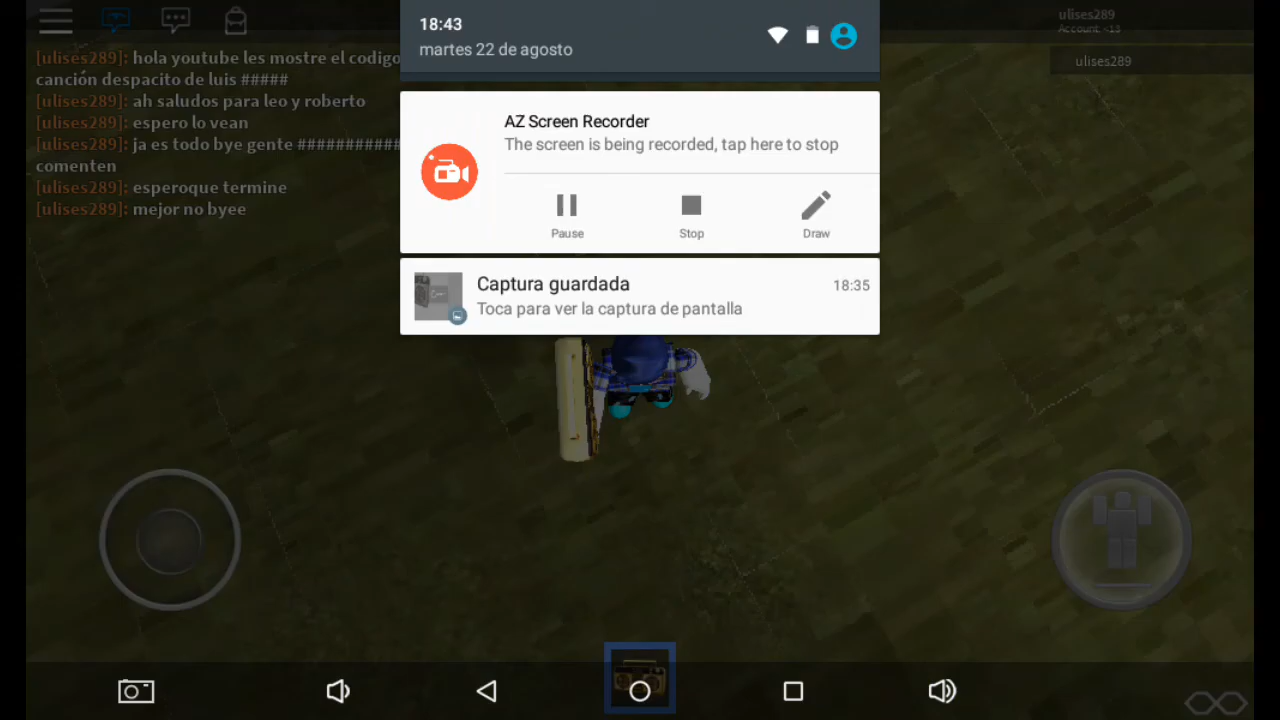 18:43
martes 22 de agosto
ulises289
Account: <13
ulises289
[ulises289]: hola youtube les mostre el codigo
canción despacito de luis #####
[ulises289]: ah saludos para leo y roberto
[ulises289]: espero lo vean
[ulises289]: ja es todo bye gente ###########
comenten
[ulises289]: esperoque termine
[ulises289]: mejor no byee
AZ Screen Recorder
The screen is being recorded, tap here to stop
Pause
Stop
Draw
Captura guardada
18:35
Toca para ver la captura de pantalla